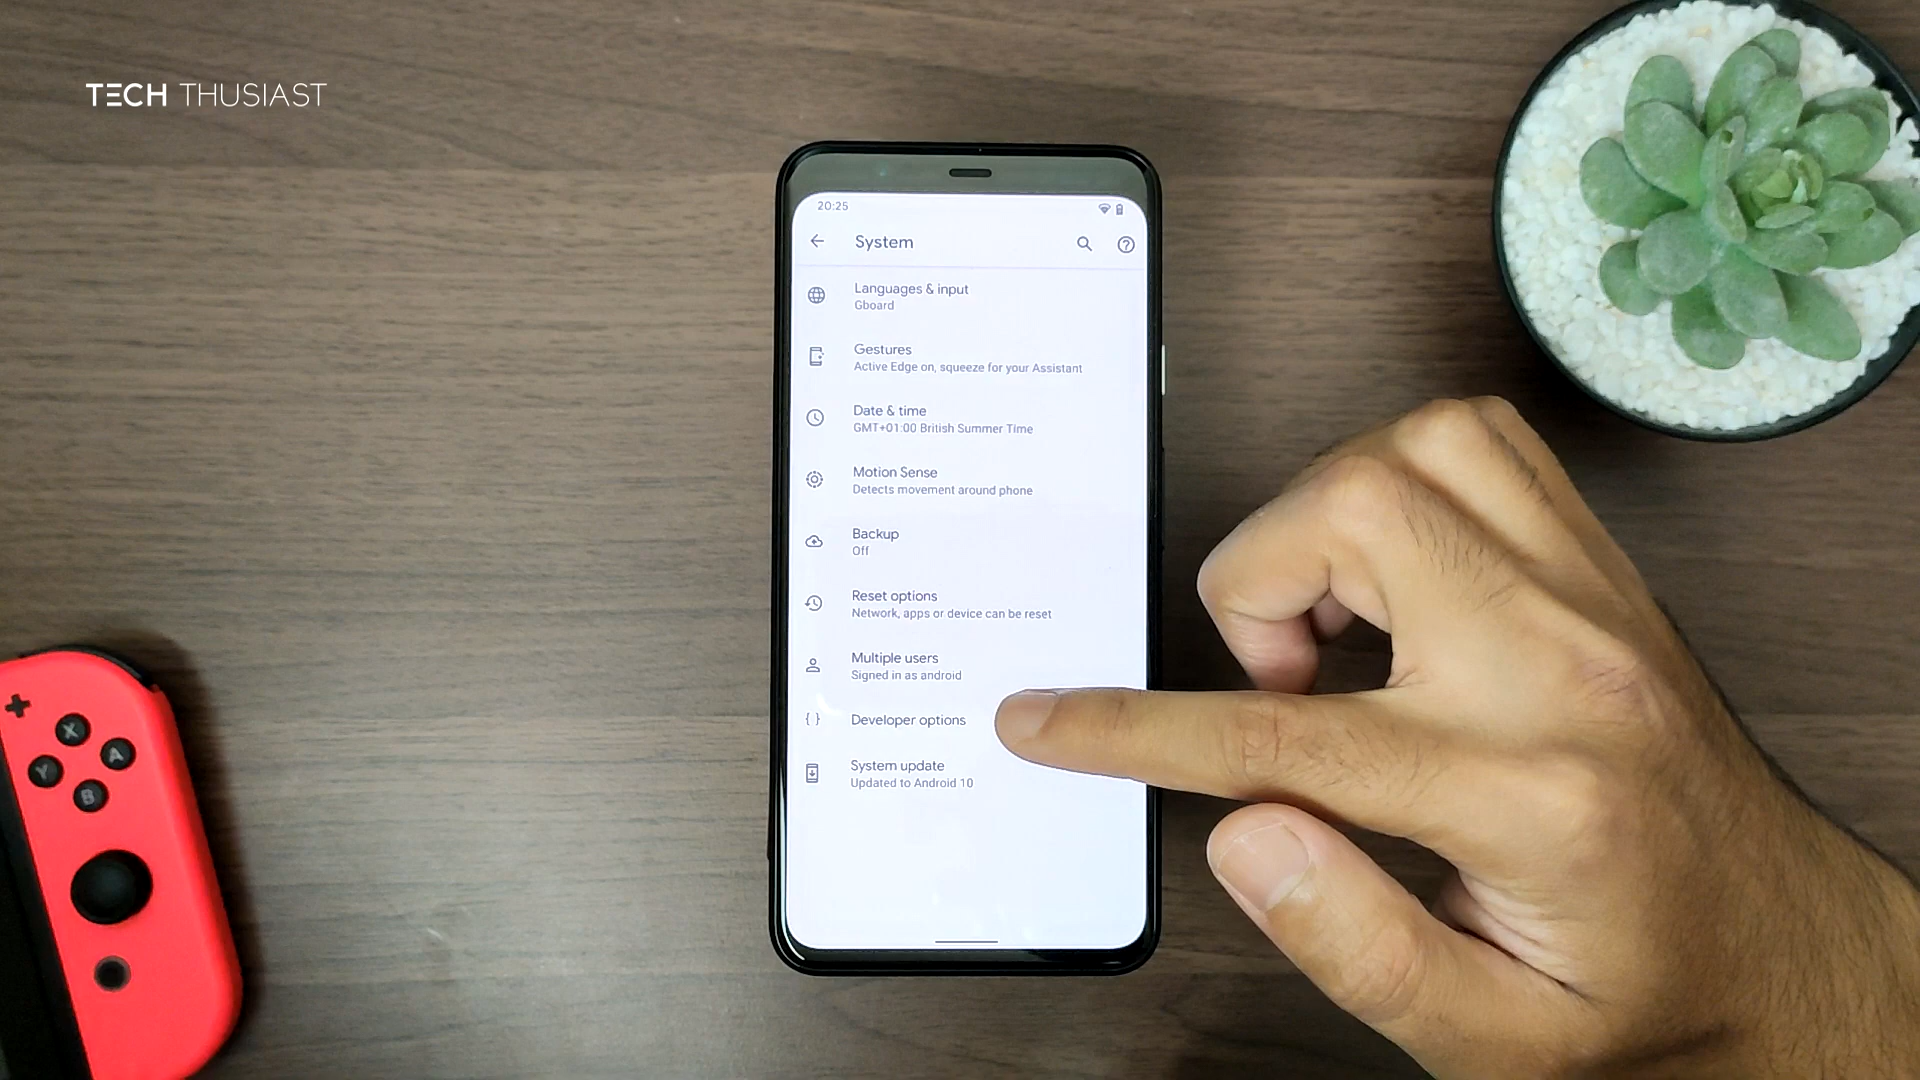 TECH THUSIAST
20:25
System
Languages & input
Gboard
Gestures
Active Edge on, squeeze for your Assistant
Date & time
GMT+01:00 British Summer Time
Motion Sense
Detects movement around phone
Backup
Off
Reset options
Network, apps or device can be reset
Multiple users
Signed in as android
{ } Developer options
System update
Updated to Android 10
X
A
Y
B